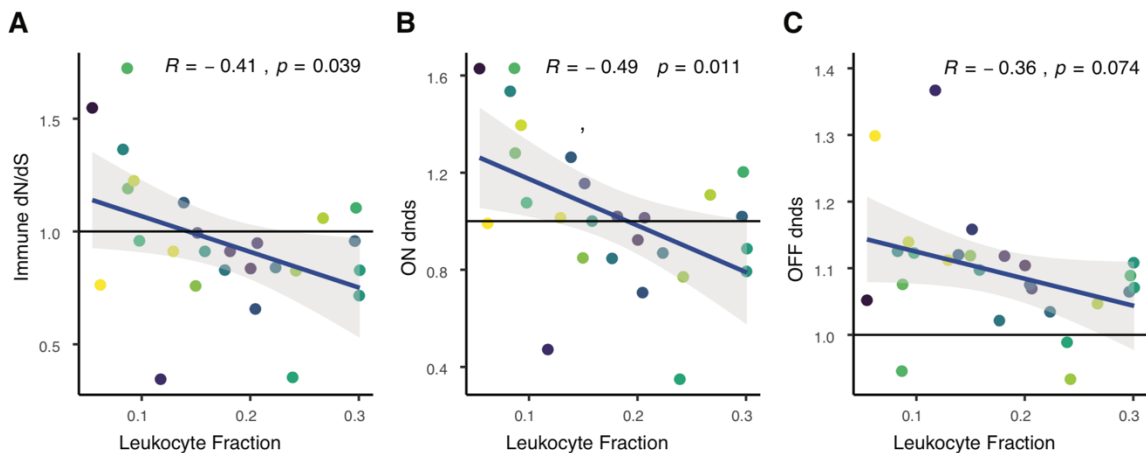 A
R = − 0.41 , p = 0.039
Immune dN/dS
1.5
1.0
0.5
0.1
0.2
0.3
Leukocyte Fraction
B
R = − 0.49 p = 0.011
,
ON dnds
1.6
1.2
0.8
0.4
0.1
0.2
0.3
Leukocyte Fraction
C
R = − 0.36 , p = 0.074
OFF dnds
1.4
1.3
1.2
1.1
1.0
0.1
0.2
0.3
Leukocyte Fraction